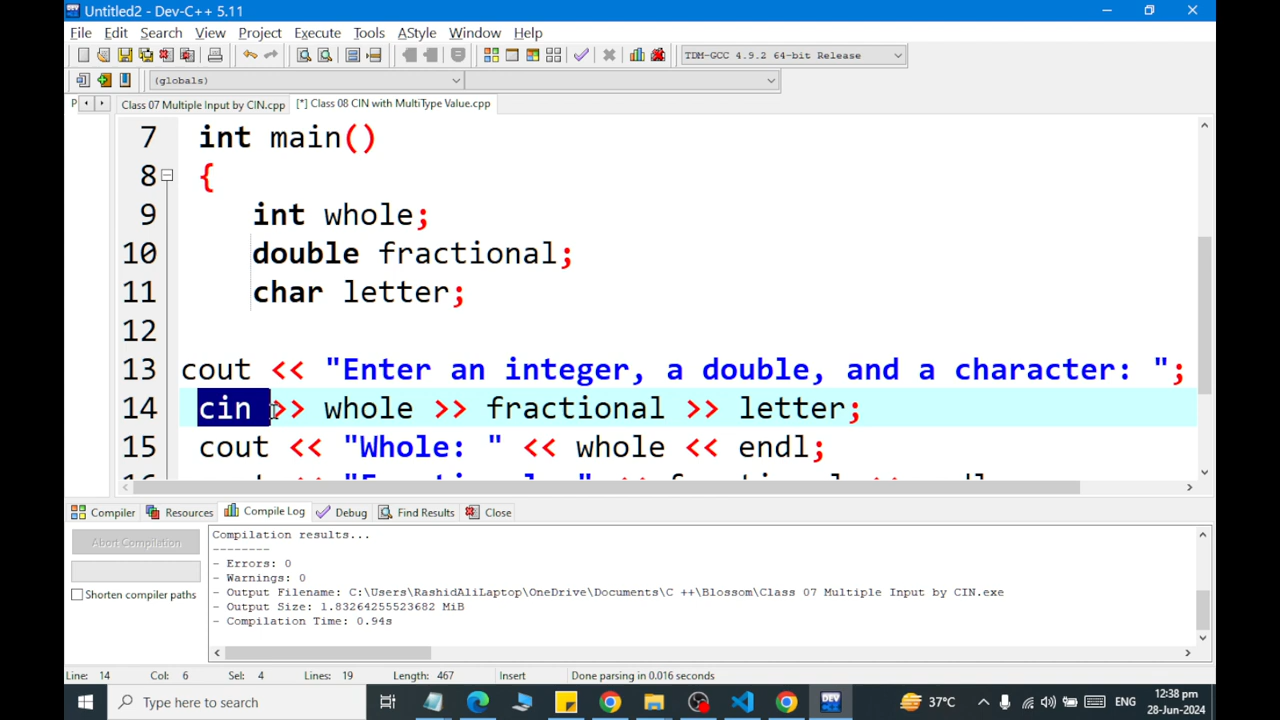 Untitled2 - Dev-C++ 5.11
File Edit Search View Project Execute Tools AStyle Window Help
TDM-GCC 4.9.2 64-bit Release
(globals)
P Class 07 Multiple Input by CIN.cpp [*] Class 08 CIN with MultiType Value.cpp
7 int main()
8 {
9 int whole;
10 double fractional;
11 char letter;
12
13 cout << "Enter an integer, a double, and a character: ";
14 cin >> whole >> fractional >> letter;
15 cout << "Whole: " << whole << endl;
Compiler Resources Compile Log Debug Find Results Close
Abort Compilation
Shorten compiler paths
Compilation results...
--------
- Errors: 0
- Warnings: 0
- Output Filename: C:\Users\RashidAliLaptop\OneDrive\Documents\C ++\Blossom\Class 07 Multiple Input by CIN.exe
- Output Size: 1.83264255523682 MiB
- Compilation Time: 0.94s
Line: 14 Col: 6 Sel: 4 Lines: 19 Length: 467 Insert Done parsing in 0.016 seconds
Type here to search
37°C
ENG
12:38 pm
28-Jun-2024